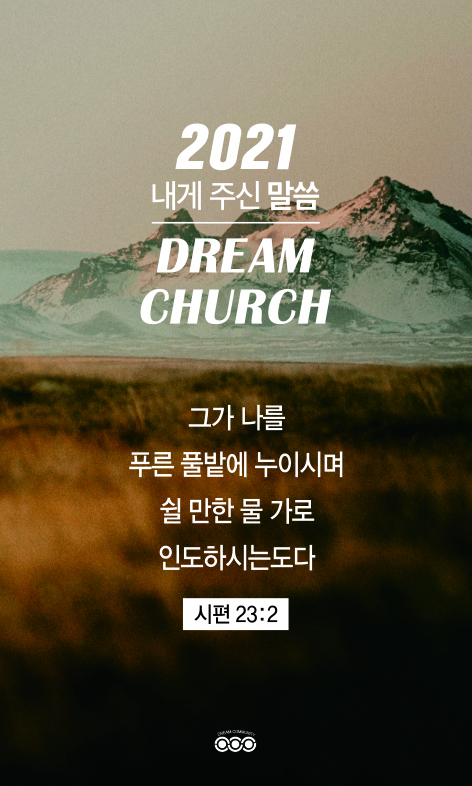 2021
내게 주신 말씀
DREAM
CHURCH
그가 나를
푸른 풀밭에 누이시며
쉴 만한 물 가로
인도하시는도다
시편 23:2
DREAM COMMUNITY